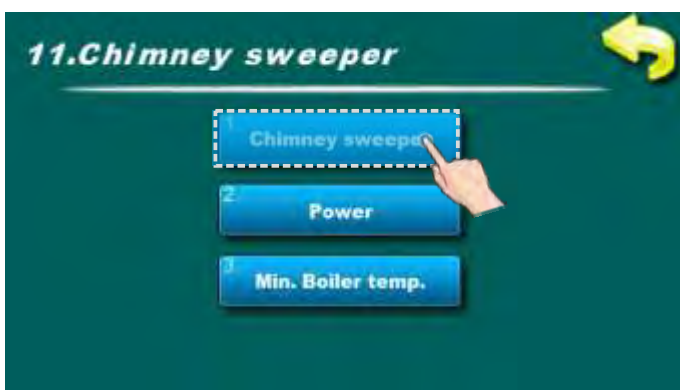 11.Chimney sweeper
1
Chimney sweeper
2
Power
3
Min. Boiler temp.